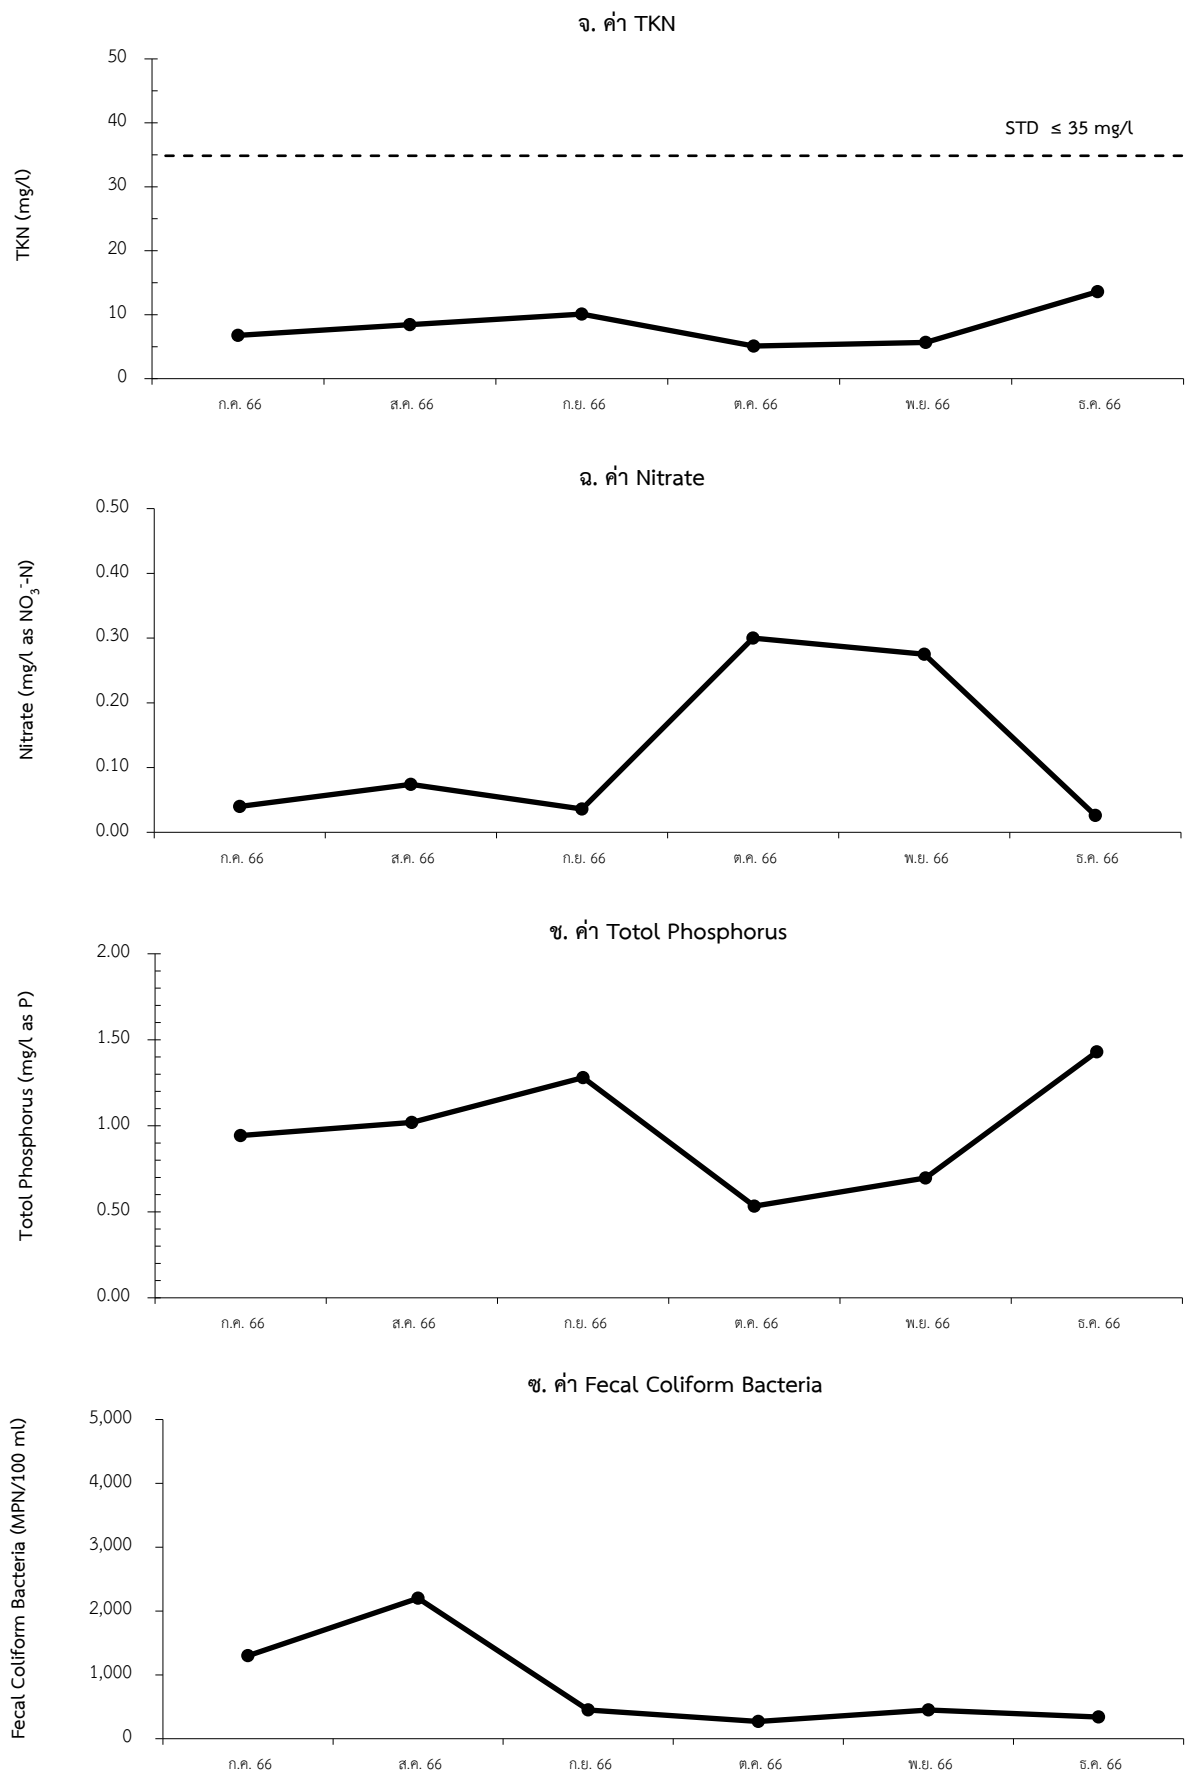 จ. ค่า TKN
50
40
30
20
10
0
TKN (mg/l)
STD ≤ 35 mg/l
ก.ค. 66 ส.ค. 66 ก.ย. 66 ต.ค. 66 พ.ย. 66 ธ.ค. 66
ฉ. ค่า Nitrate
0.50
0.40
0.30
0.20
0.10
0.00
Nitrate (mg/l as NO₃⁻-N)
ก.ค. 66 ส.ค. 66 ก.ย. 66 ต.ค. 66 พ.ย. 66 ธ.ค. 66
ช. ค่า Totol Phosphorus
2.00
1.50
1.00
0.50
0.00
Totol Phosphorus (mg/l as P)
ก.ค. 66 ส.ค. 66 ก.ย. 66 ต.ค. 66 พ.ย. 66 ธ.ค. 66
ซ. ค่า Fecal Coliform Bacteria
5,000
4,000
3,000
2,000
1,000
0
Fecal Coliform Bacteria (MPN/100 ml)
ก.ค. 66 ส.ค. 66 ก.ย. 66 ต.ค. 66 พ.ย. 66 ธ.ค. 66